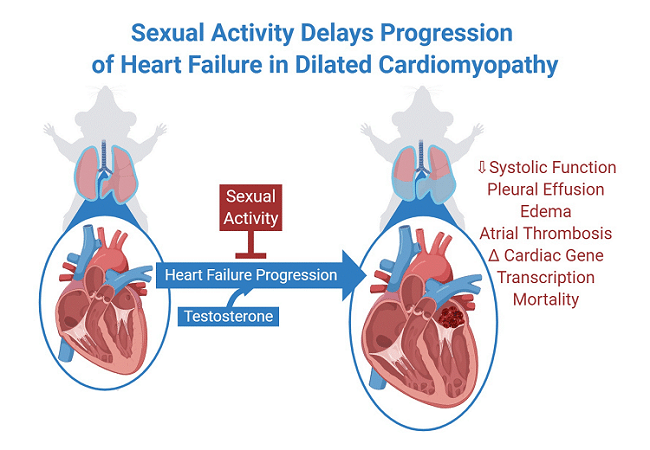 Sexual Activity Delays Progression
of Heart Failure in Dilated Cardiomyopathy
Sexual
Activity
Heart Failure Progression
Testosterone
⇩ Systolic Function
Pleural Effusion
Edema
Atrial Thrombosis
Δ Cardiac Gene
Transcription
Mortality